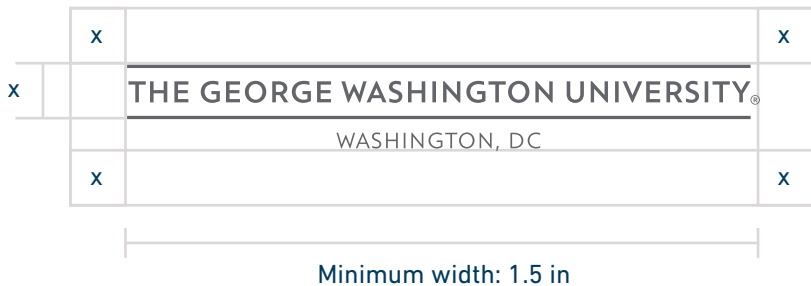 x x
x THE GEORGE WASHINGTON UNIVERSITY®
WASHINGTON, DC
x x
Minimum width: 1.5 in